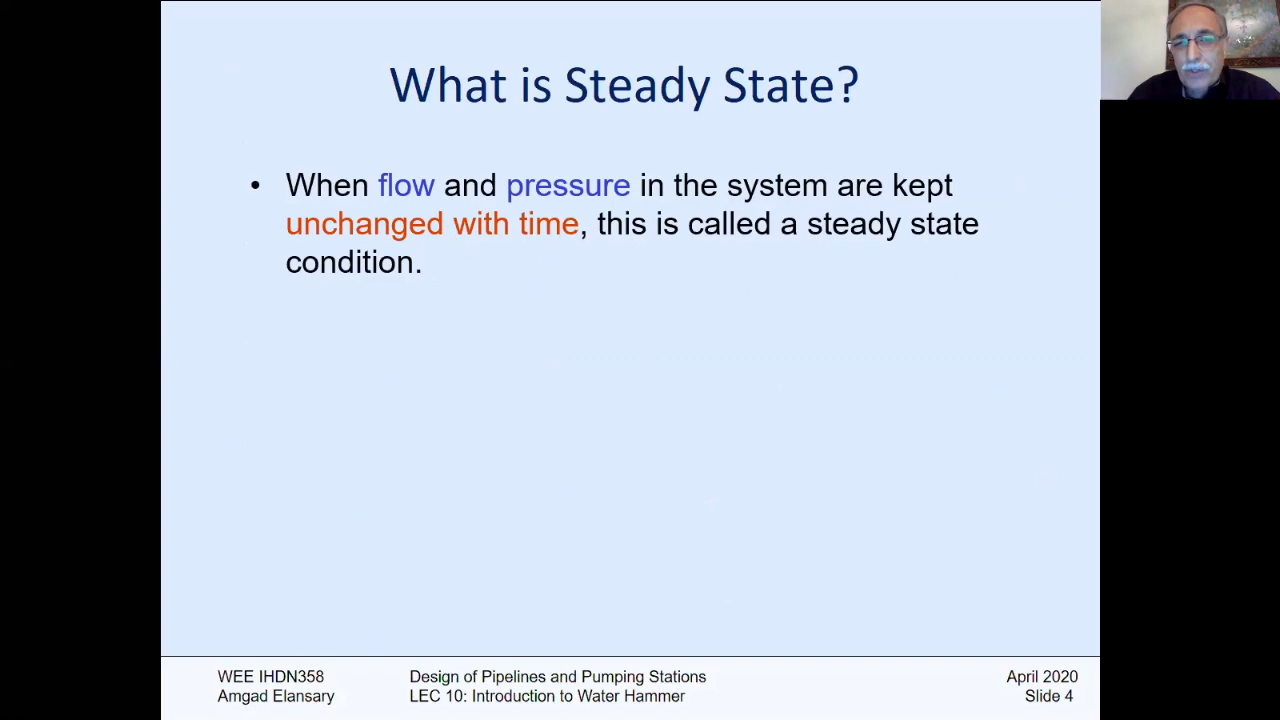 What is Steady State?
• When flow and pressure in the system are kept
unchanged with time, this is called a steady state
condition.
WEE IHDN358
Amgad Elansary
Design of Pipelines and Pumping Stations
LEC 10: Introduction to Water Hammer
April 2020
Slide 4